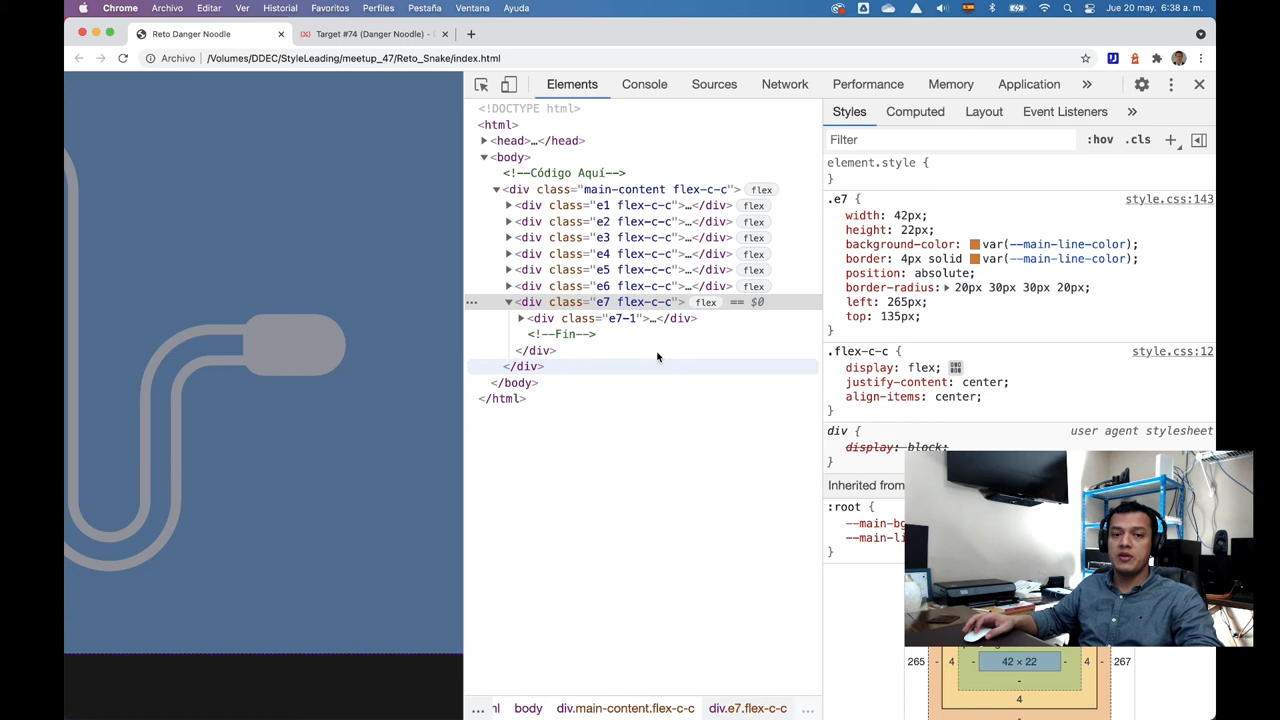 Chrome Archivo Editar Ver Historial Favoritos Perfiles Pestaña Ventana Ayuda Jue 20 may. 6:38 a. m.
Reto Danger Noodle
Target #74 (Danger Noodle) -
Archivo /Volumes/DDEC/StyleLeading/meetup_47/Reto_Snake/index.html
Elements Console Sources Network Performance Memory Application »
<!DOCTYPE html>
<html>
<head>…</head>
<body>
<!--Código Aquí-->
<div class="main-content flex-c-c"> flex
<div class="e1 flex-c-c">…</div> flex
<div class="e2 flex-c-c">…</div> flex
<div class="e3 flex-c-c">…</div> flex
<div class="e4 flex-c-c">…</div> flex
<div class="e5 flex-c-c">…</div> flex
<div class="e6 flex-c-c">…</div> flex
… <div class="e7 flex-c-c"> flex == $0
<div class="e7-1">…</div>
<!--Fin-->
</div>
</div>
</body>
</html>
Styles Computed Layout Event Listeners »
Filter :hov .cls +
element.style {
}
.e7 { style.css:143
width: 42px;
height: 22px;
background-color: var(--main-line-color);
border: 4px solid var(--main-line-color);
position: absolute;
border-radius: 20px 30px 30px 20px;
left: 265px;
top: 135px;
}
.flex-c-c { style.css:12
display: flex;
justify-content: center;
align-items: center;
}
div { user agent stylesheet
display: block;
}
Inherited from
:root {
--main-bg
--main-li
}
265 - 4 - 42 × 22 - 4 - 267
-
4
-
… body div.main-content.flex-c-c div.e7.flex-c-c …